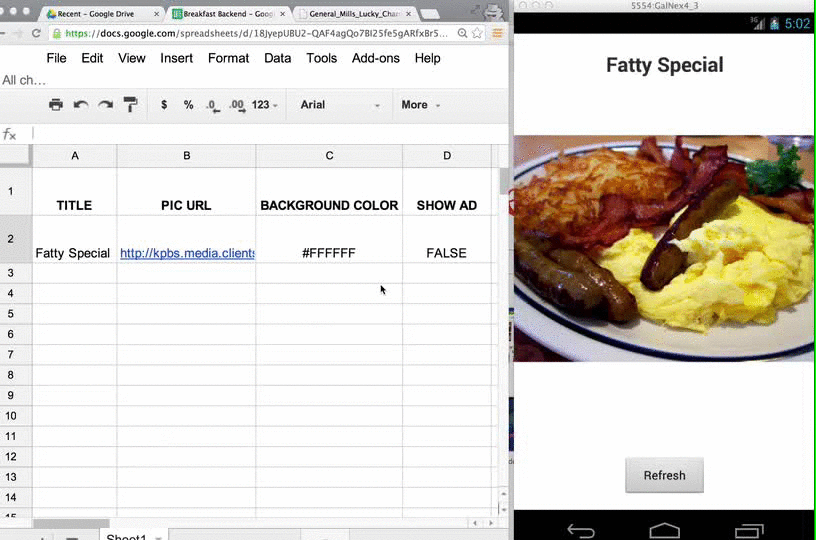 Recent – Google Drive
Breakfast Backend – Goog
General_Mills_Lucky_Char
5554:GalNex4_3
https://docs.google.com/spreadsheets/d/18JyepUBU2-QAF4agQo7Bl25fe5gARfxBr5…
3G 5:02
File Edit View Insert Format Data Tools Add-ons Help
All ch…
$ % .0 .00 123 Arial More
fx
A B C D
1 TITLE PIC URL BACKGROUND COLOR SHOW AD
2 Fatty Special http://kpbs.media.clients #FFFFFF FALSE
3
4
5
6
7
8
9
10
11
12
13
14
15
Sheet1
Fatty Special
Refresh